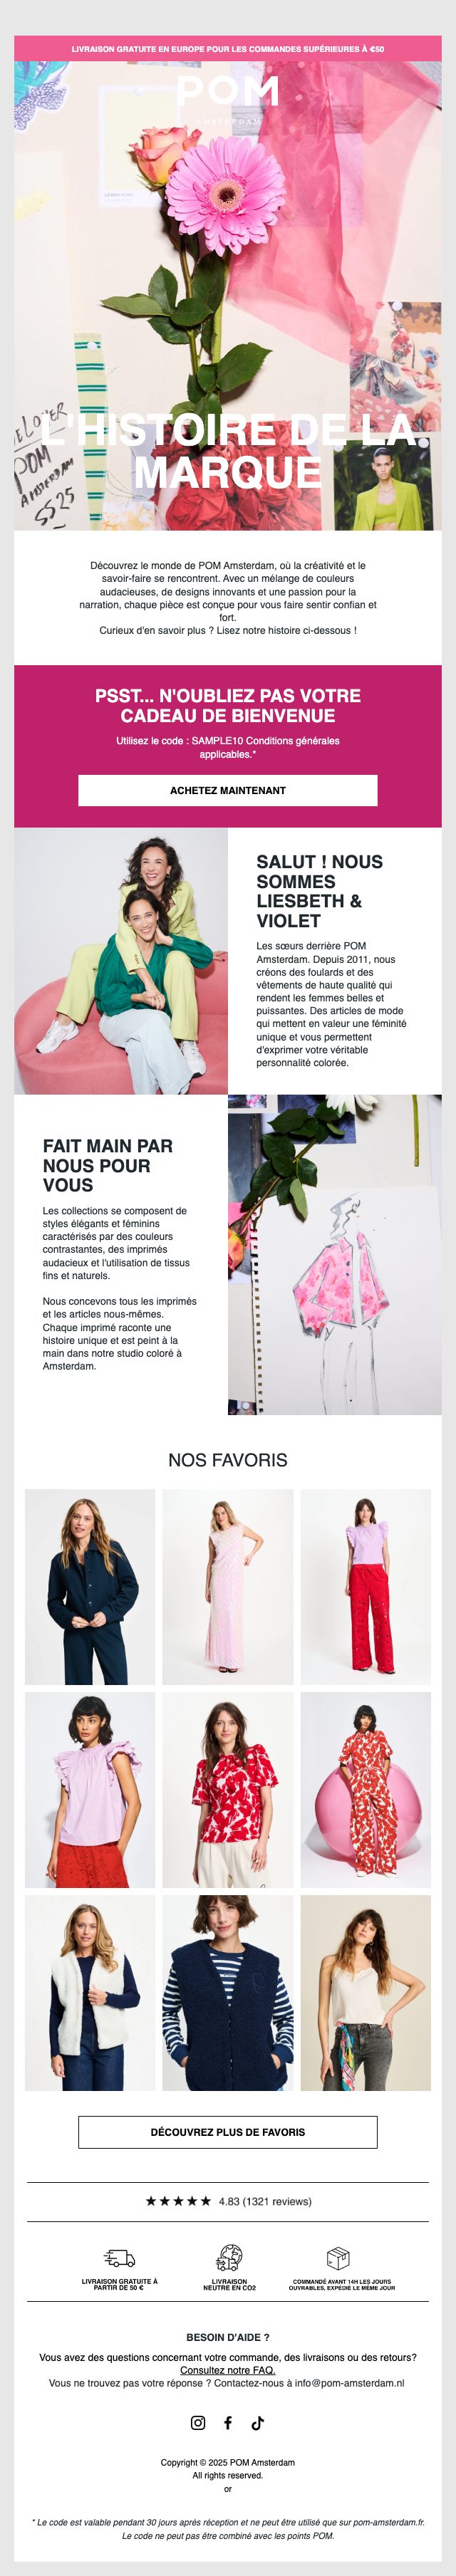 LIVRAISON GRATUITE EN EUROPE POUR LES COMMANDES SUPÉRIEURES À €50
POM
AMSTERDAM
L'HISTOIRE DE LA
MARQUE
POM
AMSTERDAM
SS25
Découvrez le monde de POM Amsterdam, où la créativité et le
savoir-faire se rencontrent. Avec un mélange de couleurs
audacieuses, de designs innovants et une passion pour la
narration, chaque pièce est conçue pour vous faire sentir confian et
fort.
Curieux d'en savoir plus ? Lisez notre histoire ci-dessous !
PSST... N'OUBLIEZ PAS VOTRE
CADEAU DE BIENVENUE
Utilisez le code : SAMPLE10 Conditions générales
applicables.*
ACHETEZ MAINTENANT
SALUT ! NOUS
SOMMES
LIESBETH &
VIOLET
Les sœurs derrière POM
Amsterdam. Depuis 2011, nous
créons des foulards et des
vêtements de haute qualité qui
rendent les femmes belles et
puissantes. Des articles de mode
qui mettent en valeur une féminité
unique et vous permettent
d'exprimer votre véritable
personnalité colorée.
FAIT MAIN PAR
NOUS POUR
VOUS
Les collections se composent de
styles élégants et féminins
caractérisés par des couleurs
contrastantes, des imprimés
audacieux et l'utilisation de tissus
fins et naturels.
Nous concevons tous les imprimés
et les articles nous-mêmes.
Chaque imprimé raconte une
histoire unique et est peint à la
main dans notre studio coloré à
Amsterdam.
NOS FAVORIS
DÉCOUVREZ PLUS DE FAVORIS
★★★★★ 4.83 (1321 reviews)
LIVRAISON GRATUITE À
PARTIR DE 50 €
LIVRAISON
NEUTRE EN CO2
COMMANDÉ AVANT 14H LES JOURS
OUVRABLES, EXPÉDIÉ LE MÊME JOUR
BESOIN D'AIDE ?
Vous avez des questions concernant votre commande, des livraisons ou des retours?
Consultez notre FAQ.
Vous ne trouvez pas votre réponse ? Contactez-nous à info@pom-amsterdam.nl
Copyright © 2025 POM Amsterdam
All rights reserved.
or
* Le code est valable pendant 30 jours après réception et ne peut être utilisé que sur pom-amsterdam.fr.
Le code ne peut pas être combiné avec les points POM.